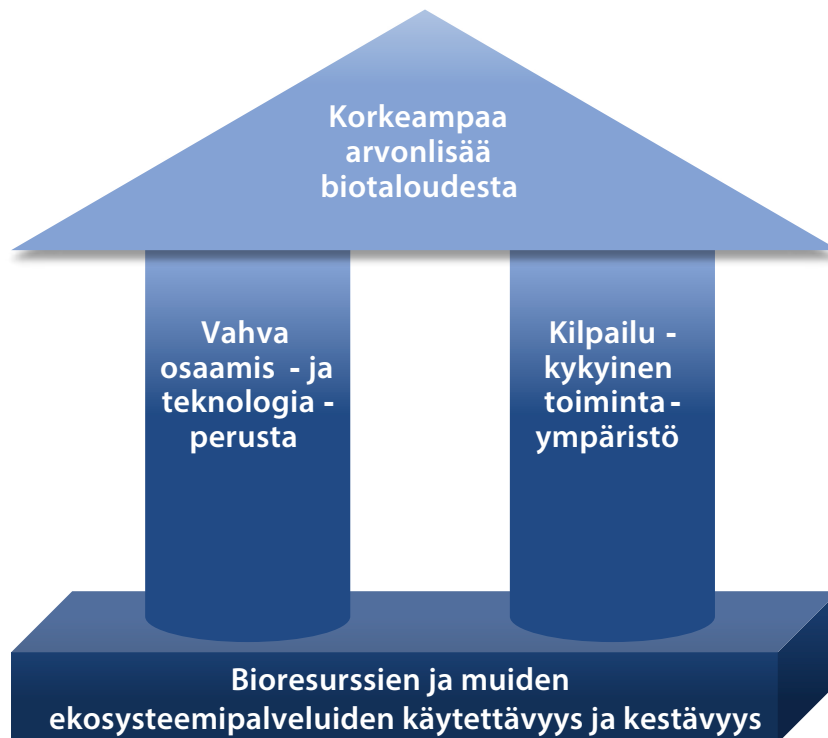 Korkeampaa
arvonlisää
biotaloudesta
Vahva
osaamis - ja
teknologia -
perusta
Kilpailu -
kykyinen
toiminta-
ympäristö
Bioresurssien ja muiden
ekosysteemipalveluiden käytettävyys ja kestävyys